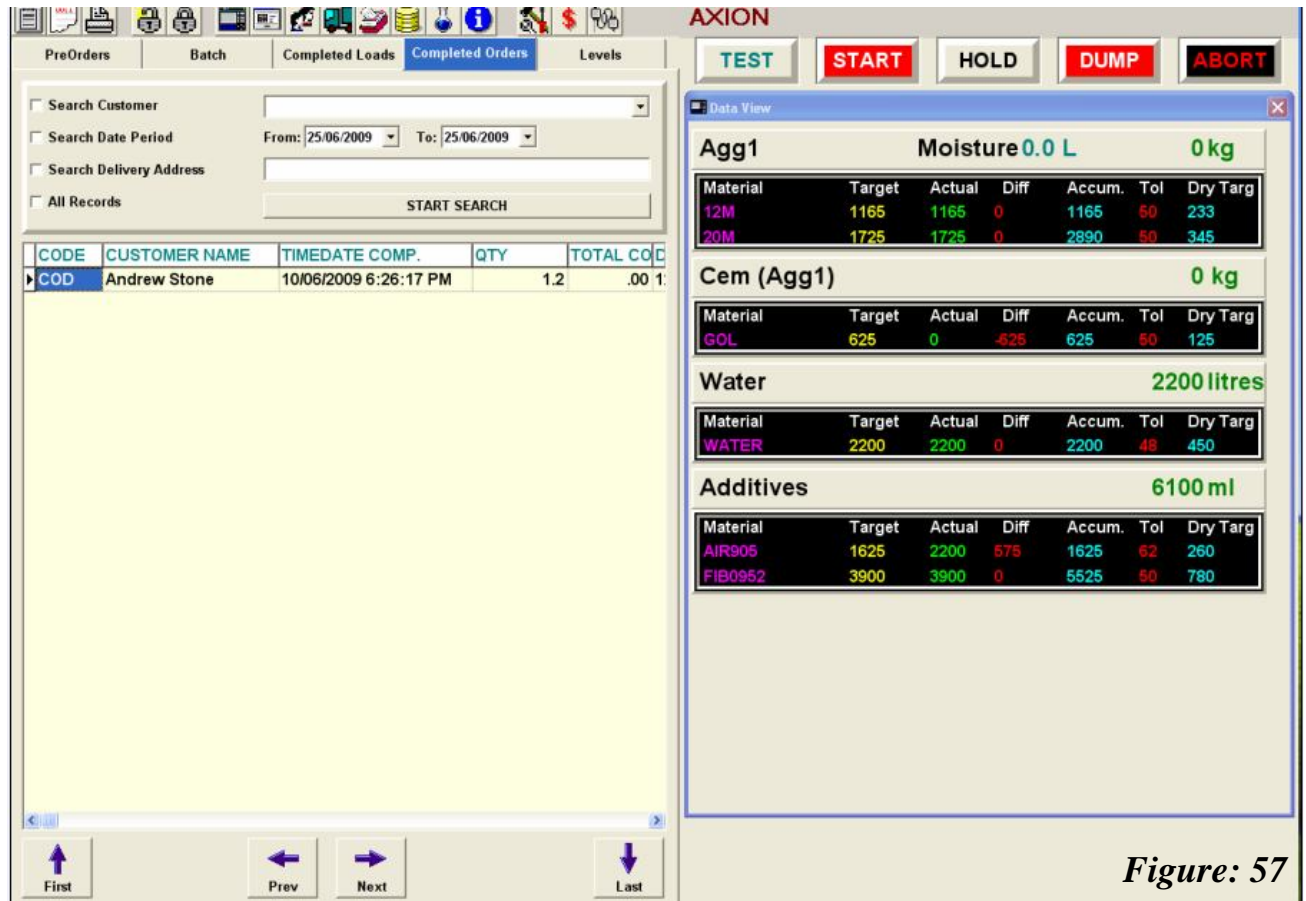 AXION
PreOrders Batch Completed Loads Completed Orders Levels
TEST START HOLD DUMP ABORT
Search Customer
Search Date Period From: 25/06/2009 To: 25/06/2009
Search Delivery Address
All Records START SEARCH
CODE CUSTOMER NAME TIMEDATE COMP. QTY TOTAL CO D
COD Andrew Stone 10/06/2009 6:26:17 PM 1.2 .00 1:
First Prev Next Last
Data View
Agg1 Moisture 0.0 L 0 kg
Material Target Actual Diff Accum. Tol Dry Targ
12M 1165 1165 0 1165 50 233
20M 1725 1725 0 2890 50 345
Cem (Agg1) 0 kg
Material Target Actual Diff Accum. Tol Dry Targ
GOL 625 0 -625 625 50 125
Water 2200 litres
Material Target Actual Diff Accum. Tol Dry Targ
WATER 2200 2200 0 2200 48 450
Additives 6100 ml
Material Target Actual Diff Accum. Tol Dry Targ
AIR905 1625 2200 575 1625 62 260
FIB0952 3900 3900 0 5525 50 780
Figure: 57